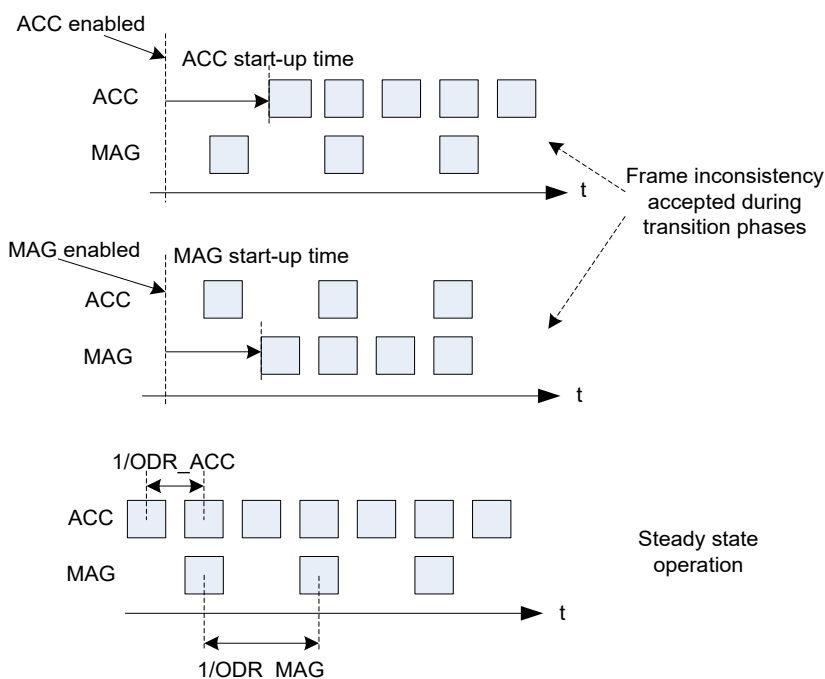 ACC enabled
ACC start-up time
ACC
MAG
t
Frame inconsistency
accepted during
transition phases
MAG enabled
MAG start-up time
ACC
MAG
t
1/ODR_ACC
ACC
MAG
t
1/ODR_MAG
Steady state
operation